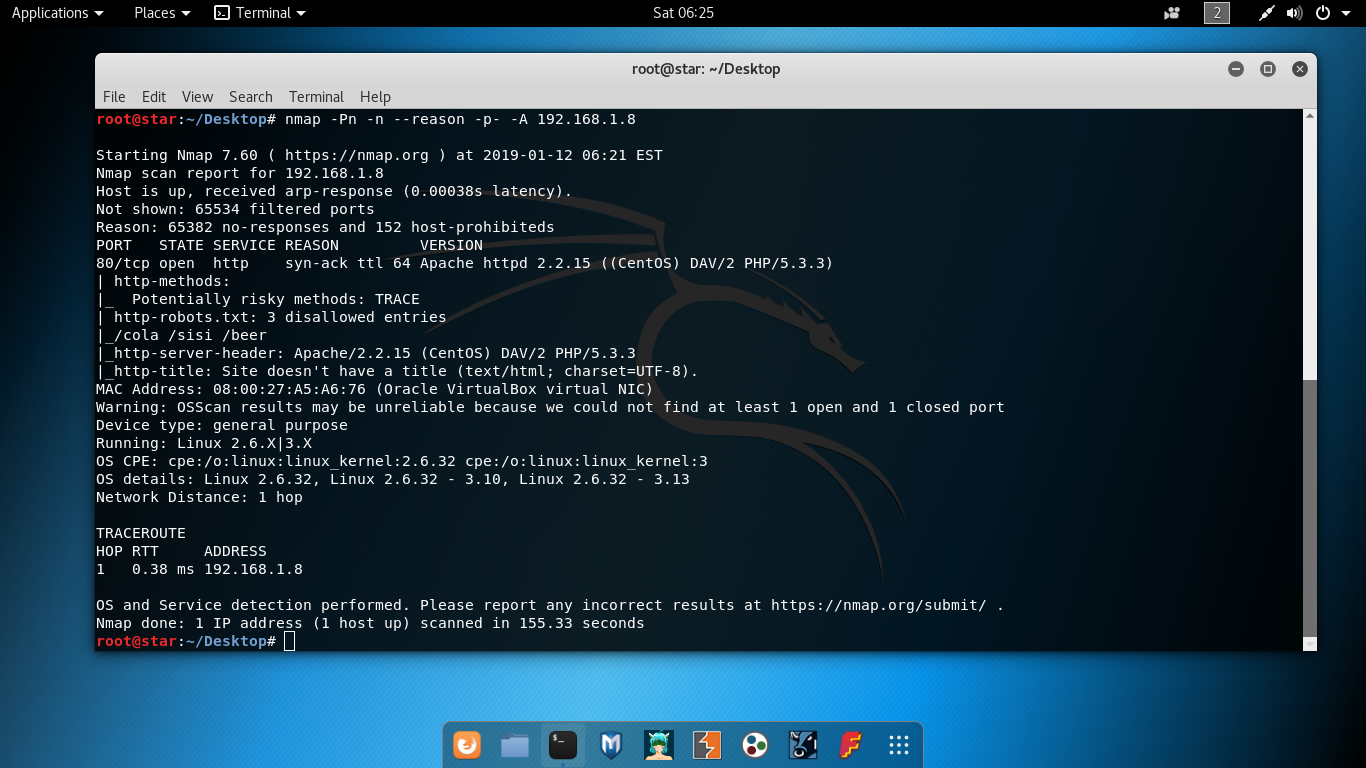 Applications Places Terminal Sat 06:25 2
root@star: ~/Desktop
File Edit View Search Terminal Help
root@star:~/Desktop# nmap -Pn -n --reason -p- -A 192.168.1.8
Starting Nmap 7.60 ( https://nmap.org ) at 2019-01-12 06:21 EST
Nmap scan report for 192.168.1.8
Host is up, received arp-response (0.00038s latency).
Not shown: 65534 filtered ports
Reason: 65382 no-responses and 152 host-prohibiteds
PORT   STATE SERVICE REASON         VERSION
80/tcp open  http    syn-ack ttl 64 Apache httpd 2.2.15 ((CentOS) DAV/2 PHP/5.3.3)
| http-methods:
|_  Potentially risky methods: TRACE
| http-robots.txt: 3 disallowed entries
|_/cola /sisi /beer
|_http-server-header: Apache/2.2.15 (CentOS) DAV/2 PHP/5.3.3
|_http-title: Site doesn't have a title (text/html; charset=UTF-8).
MAC Address: 08:00:27:A5:A6:76 (Oracle VirtualBox virtual NIC)
Warning: OSScan results may be unreliable because we could not find at least 1 open and 1 closed port
Device type: general purpose
Running: Linux 2.6.X|3.X
OS CPE: cpe:/o:linux:linux_kernel:2.6.32 cpe:/o:linux:linux_kernel:3
OS details: Linux 2.6.32, Linux 2.6.32 - 3.10, Linux 2.6.32 - 3.13
Network Distance: 1 hop
TRACEROUTE
HOP RTT     ADDRESS
1   0.38 ms 192.168.1.8
OS and Service detection performed. Please report any incorrect results at https://nmap.org/submit/ .
Nmap done: 1 IP address (1 host up) scanned in 155.33 seconds
root@star:~/Desktop#